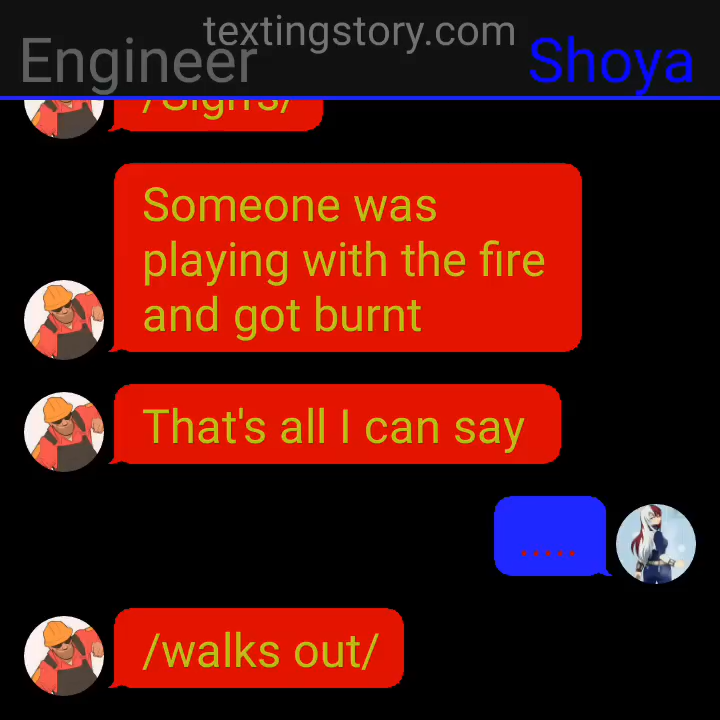 textingstory.com
Engineer
Shoya
Someone was
playing with the fire
and got burnt
That's all I can say
.....
/walks out/